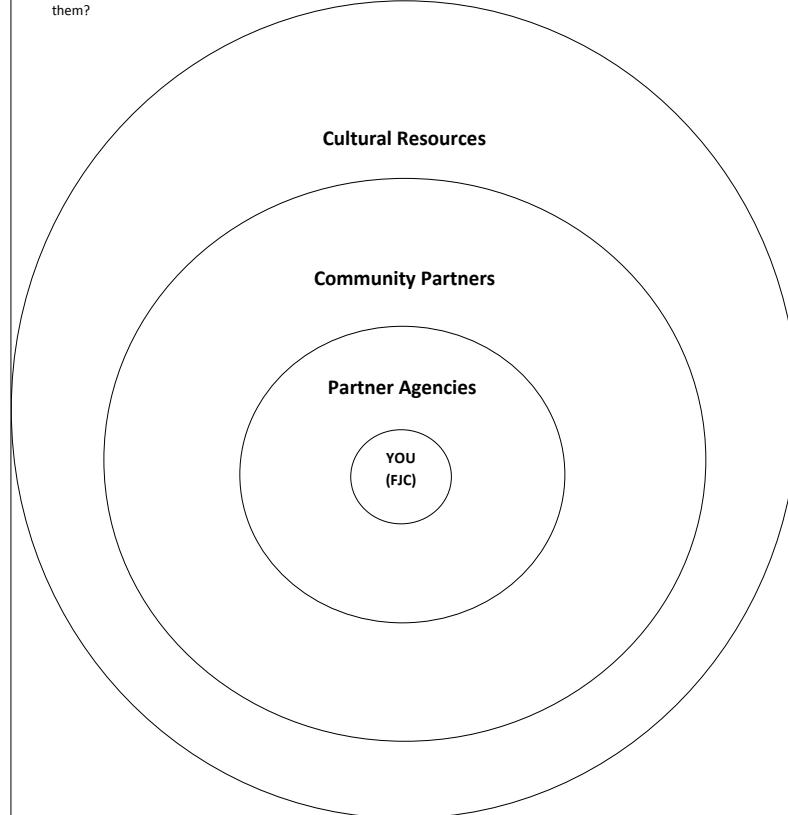 them?
Cultural Resources
Community Partners
Partner Agencies
YOU
(FJC)